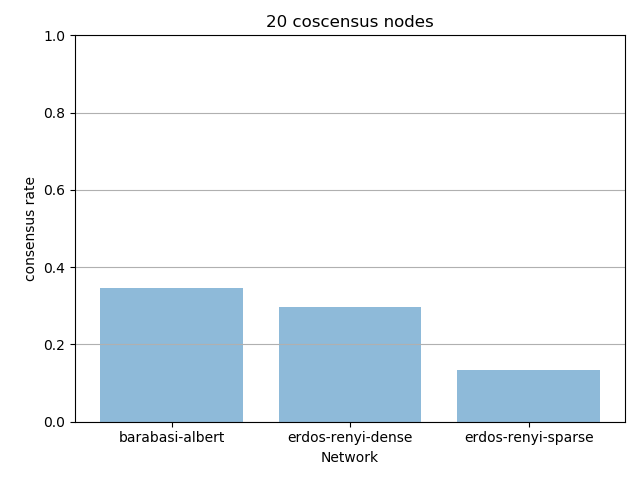 20 coscensus nodes
1.0
0.8
0.6
0.4
0.2
0.0
consensus rate
barabasi-albert erdos-renyi-dense erdos-renyi-sparse
Network